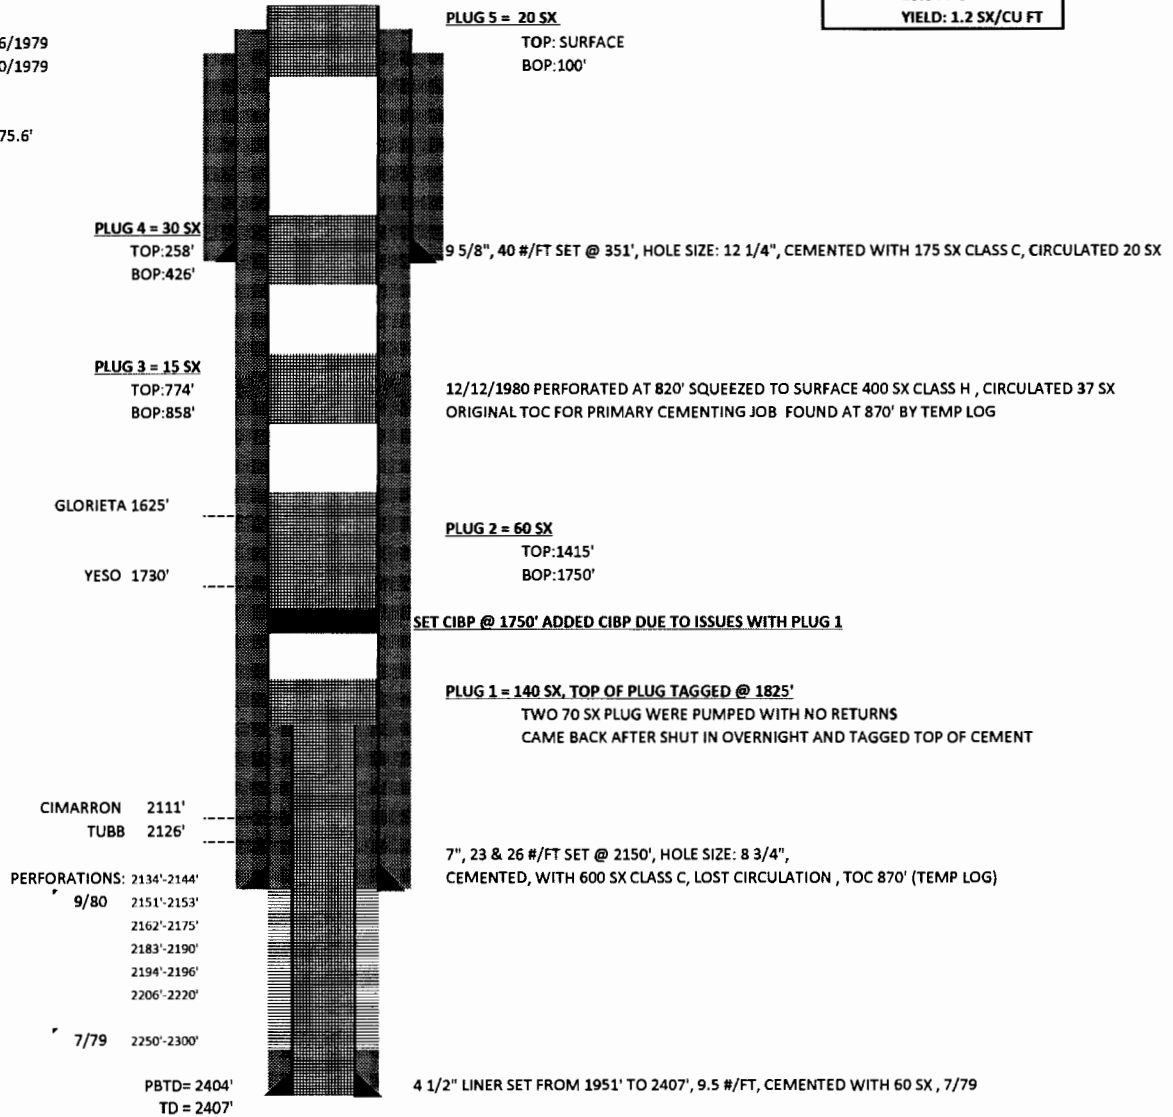 YIELD: 1.2 SX/CU FT
PLUG 5 = 20 SX
TOP: SURFACE
BOP:100'
6/1979
0/1979
75.6'
PLUG 4 = 30 SX
TOP:258'
BOP:426'
9 5/8", 40 #/FT SET @ 351', HOLE SIZE: 12 1/4", CEMENTED WITH 175 SX CLASS C, CIRCULATED 20 SX
PLUG 3 = 15 SX
TOP:774'
BOP:858'
12/12/1980 PERFORATED AT 820' SQUEEZED TO SURFACE 400 SX CLASS H , CIRCULATED 37 SX
ORIGINAL TOC FOR PRIMARY CEMENTING JOB FOUND AT 870' BY TEMP LOG
GLORIETA 1625'
YESO 1730'
PLUG 2 = 60 SX
TOP:1415'
BOP:1750'
SET CIBP @ 1750' ADDED CIBP DUE TO ISSUES WITH PLUG 1
PLUG 1 = 140 SX, TOP OF PLUG TAGGED @ 1825'
TWO 70 SX PLUG WERE PUMPED WITH NO RETURNS
CAME BACK AFTER SHUT IN OVERNIGHT AND TAGGED TOP OF CEMENT
CIMARRON 2111'
TUBB 2126'
7", 23 & 26 #/FT SET @ 2150', HOLE SIZE: 8 3/4",
CEMENTED, WITH 600 SX CLASS C, LOST CIRCULATION , TOC 870' (TEMP LOG)
PERFORATIONS: 2134'-2144'
9/80 2151'-2153'
2162'-2175'
2183'-2190'
2194'-2196'
2206'-2220'
7/79 2250'-2300'
PBTD= 2404'
TD = 2407'
4 1/2" LINER SET FROM 1951' TO 2407', 9.5 #/FT, CEMENTED WITH 60 SX , 7/79